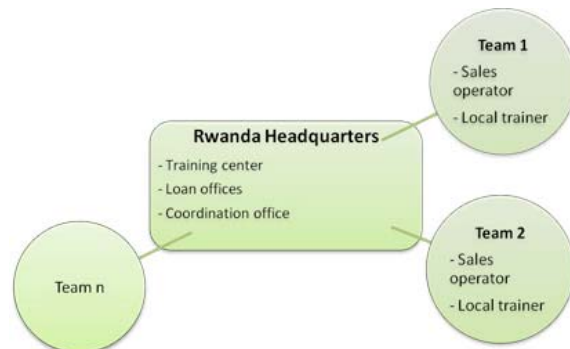 Team 1
- Sales
operator
- Local trainer
Rwanda Headquarters
- Training center
- Loan offices
- Coordination office
Team 2
- Sales
operator
- Local trainer
Team n